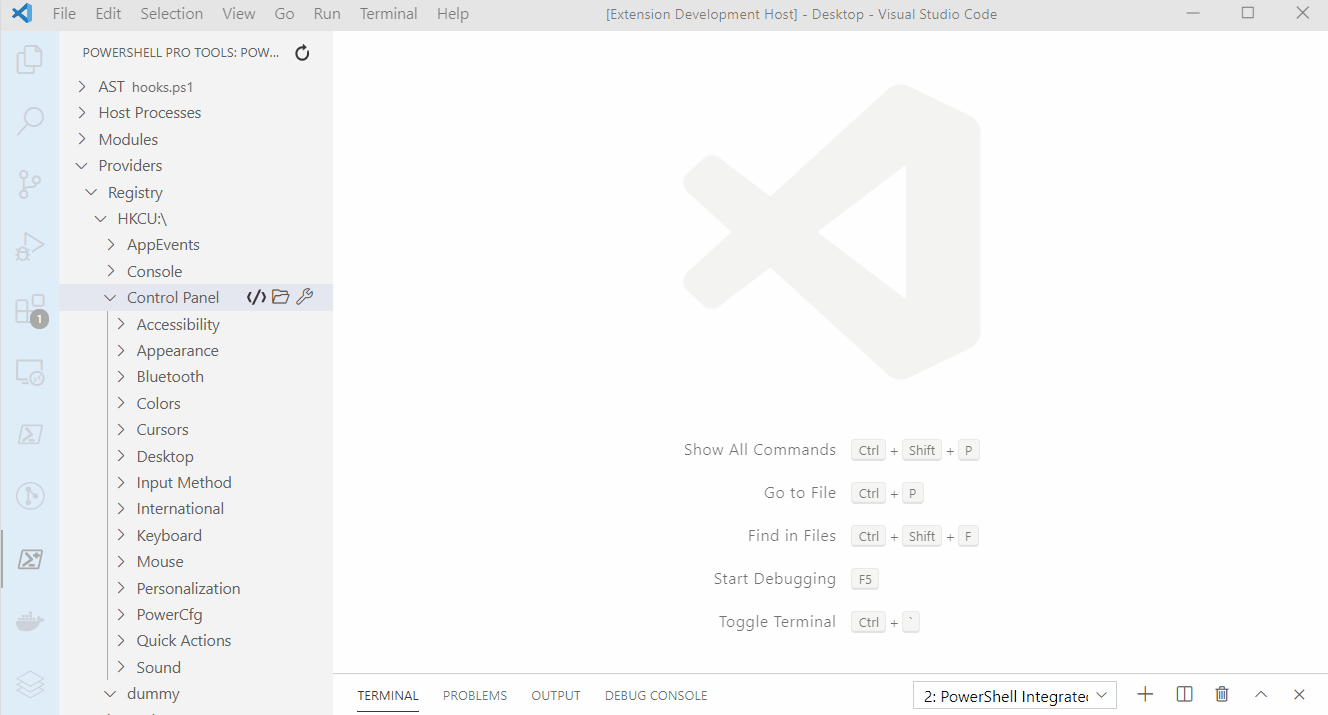 File Edit Selection View Go Run Terminal Help [Extension Development Host] - Desktop - Visual Studio Code
POWERSHELL PRO TOOLS: POW...
AST hooks.ps1
Host Processes
Modules
Providers
Registry
HKCU:\
AppEvents
Console
Control Panel
Accessibility
Appearance
Bluetooth
Colors
Cursors
Desktop
Input Method
International
Keyboard
Mouse
Personalization
PowerCfg
Quick Actions
Sound
dummy
1
Show All Commands Ctrl + Shift + P
Go to File Ctrl + P
Find in Files Ctrl + Shift + F
Start Debugging F5
Toggle Terminal Ctrl + `
TERMINAL PROBLEMS OUTPUT DEBUG CONSOLE 2: PowerShell Integrate